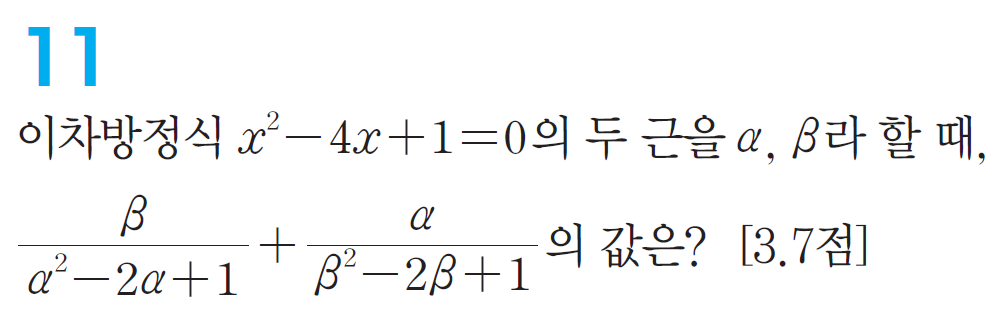 11
이차방정식 x²−4x+1=0의 두 근을 α, β라 할 때,
β/(α²−2α+1) + α/(β²−2β+1) 의 값은? [3.7점]